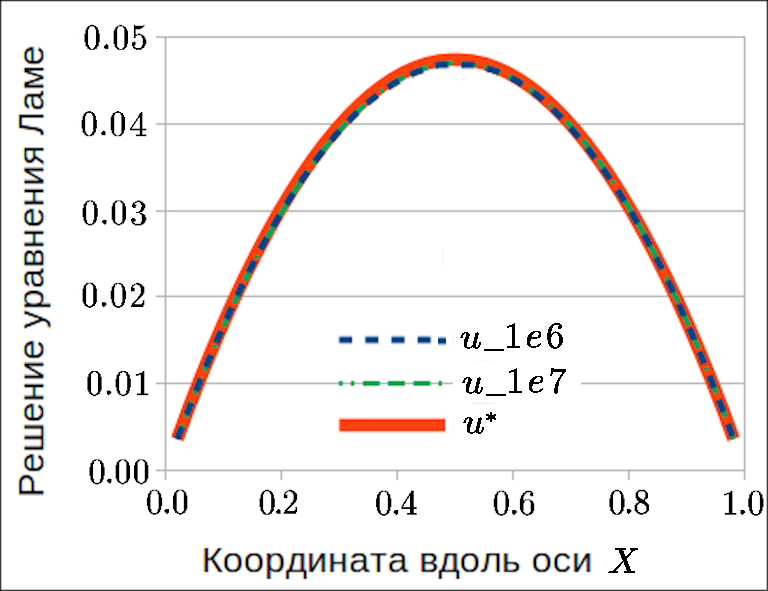 Решение уравнения Ламе
0.05
0.04
0.03
0.02
0.01
0.00
u_1e6
u_1e7
u*
0.0 0.2 0.4 0.6 0.8 1.0
Координата вдоль оси X